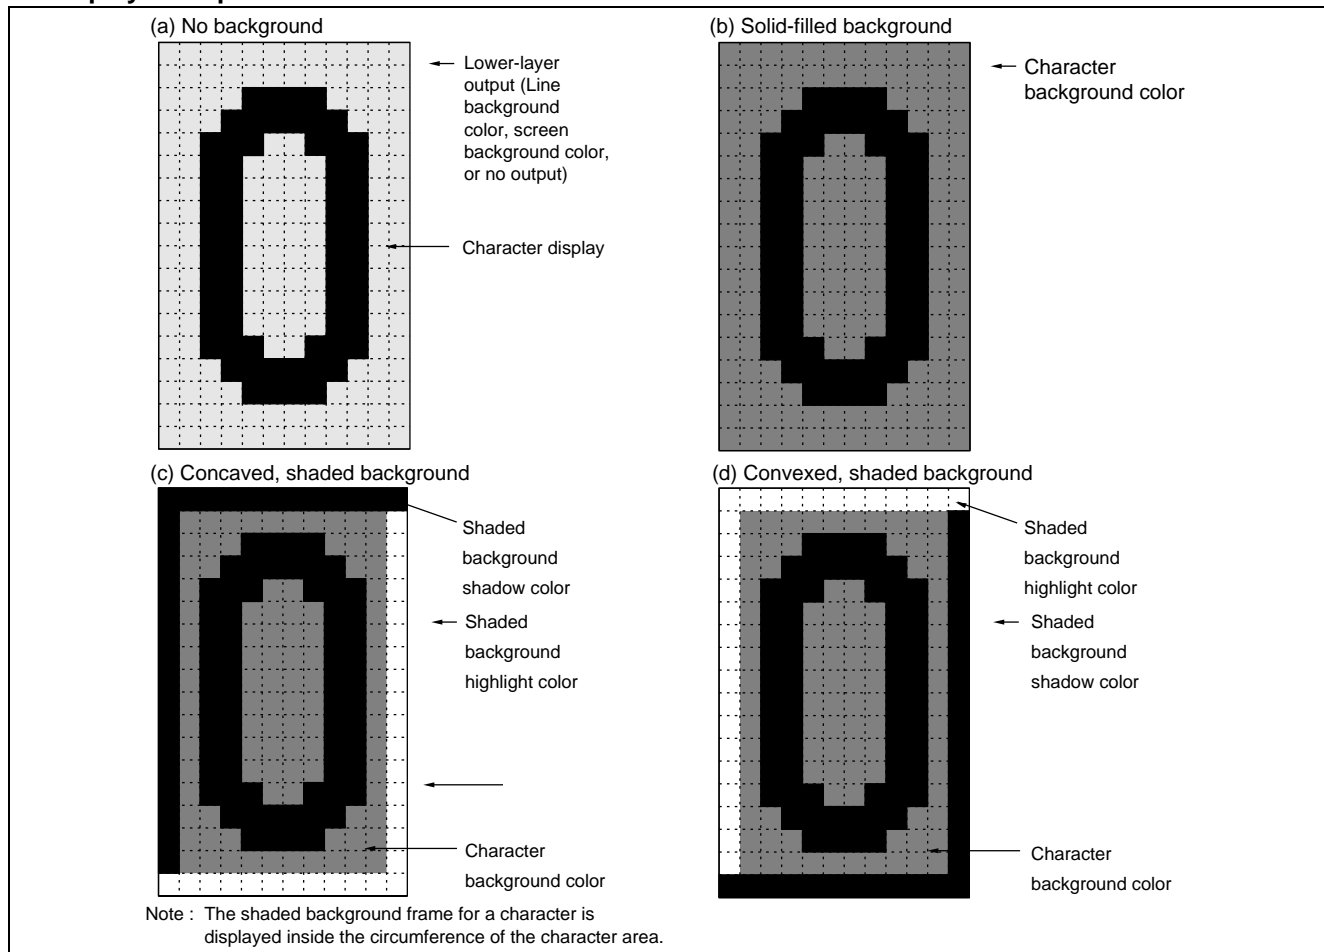 (a) No background
Lower-layer
output (Line
background
color, screen
background color,
or no output)
Character display
(b) Solid-filled background
Character
background color
(c) Concaved, shaded background
Shaded
background
shadow color
Shaded
background
highlight color
Character
background color
(d) Convexed, shaded background
Shaded
background
highlight color
Shaded
background
shadow color
Character
background color
Note : The shaded background frame for a character is
displayed inside the circumference of the character area.